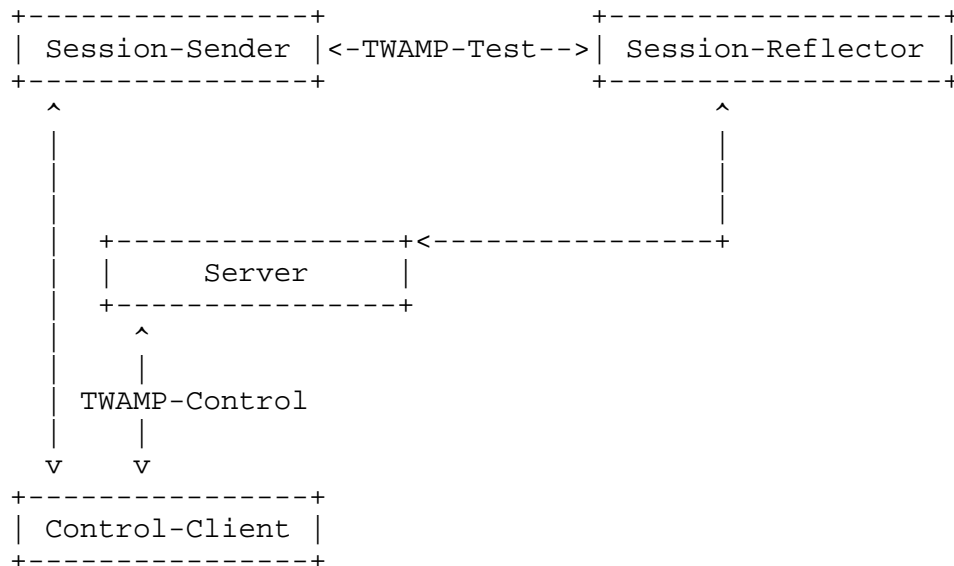 Session-Sender <-TWAMP-Test--> Session-Reflector
Server
TWAMP-Control
Control-Client